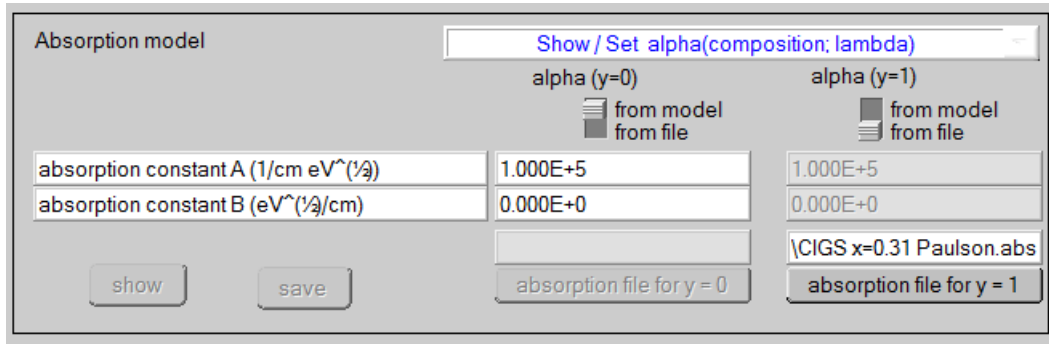 Absorption model
Show / Set alpha(composition; lambda)
alpha (y=0)
alpha (y=1)
from model
from file
from model
from file
absorption constant A (1/cm eV^(½))
1.000E+5
1.000E+5
absorption constant B (eV^(½)/cm)
0.000E+0
0.000E+0
\CIGS x=0.31 Paulson.abs
show
save
absorption file for y = 0
absorption file for y = 1